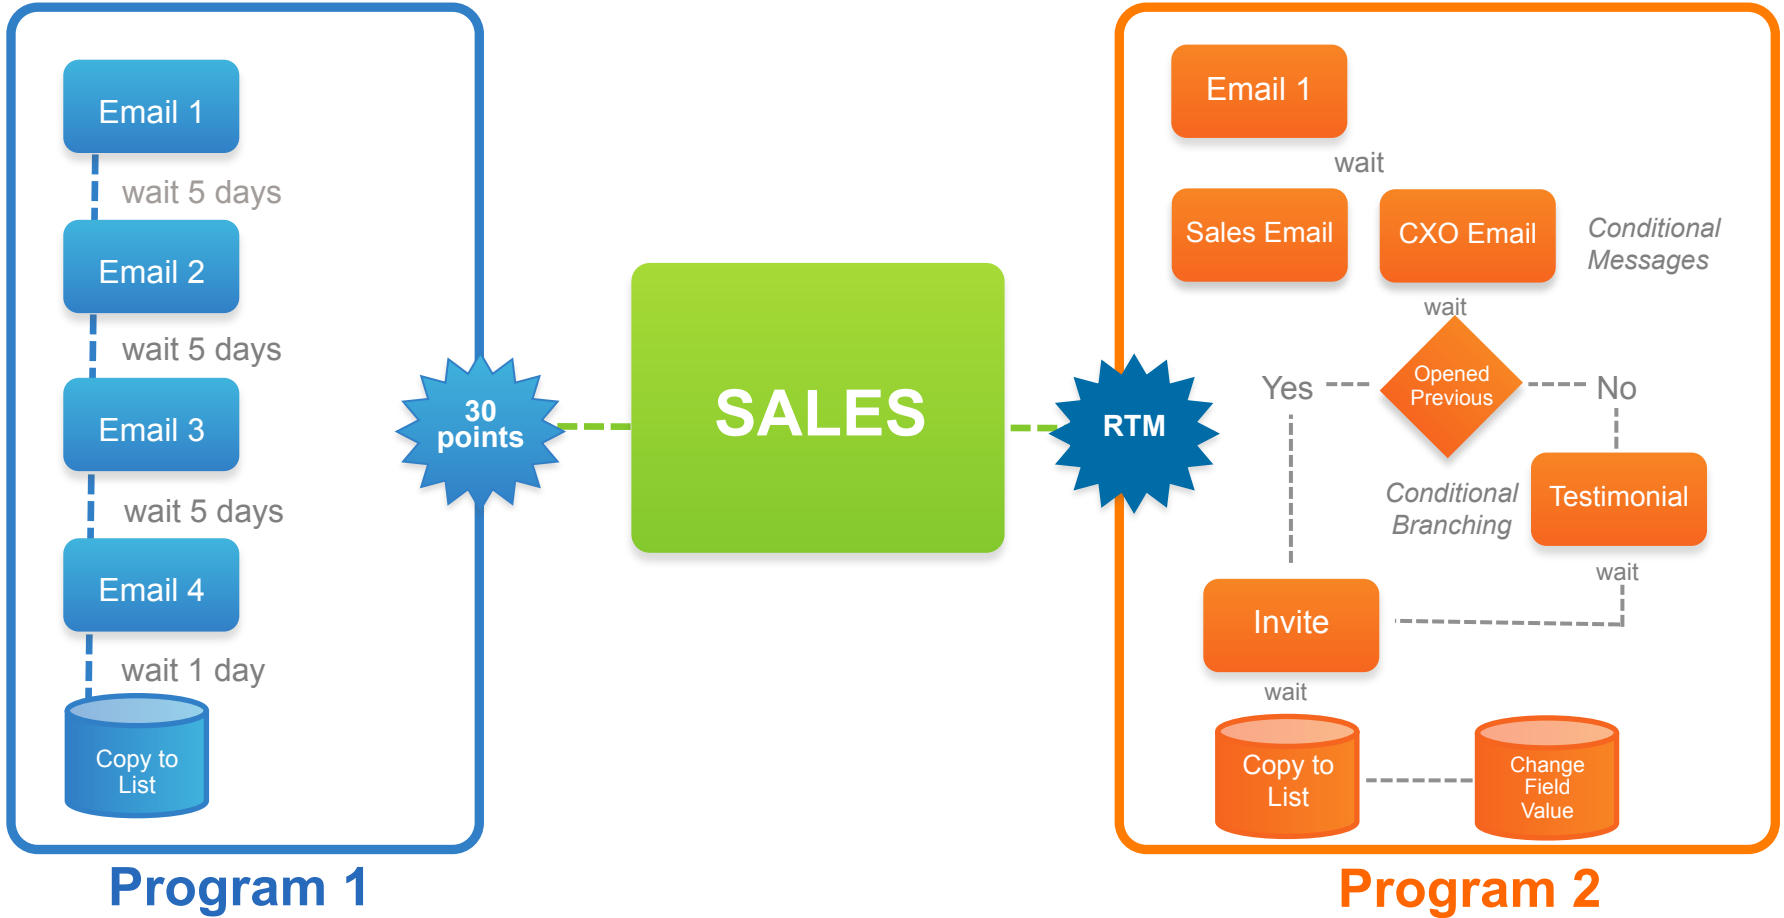 Email 1
wait 5 days
Email 2
wait 5 days
Email 3
wait 5 days
Email 4
wait 1 day
Copy to
List
Program 1
30
points
SALES
RTM
Email 1
wait
Sales Email
CXO Email
Conditional
Messages
wait
Opened
Previous
Yes
No
Conditional
Branching
Testimonial
wait
Invite
wait
Copy to
List
Change
Field
Value
Program 2